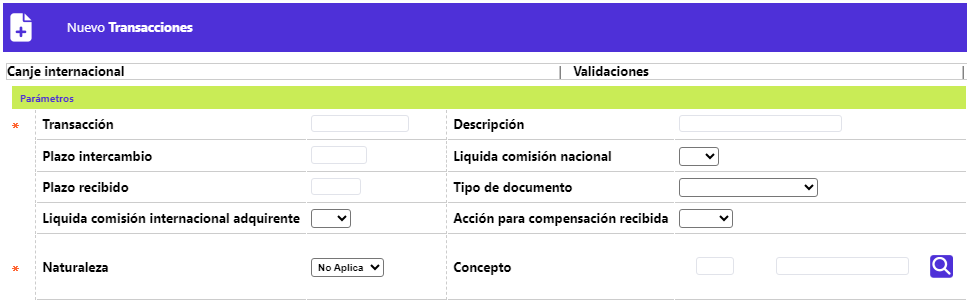 Nuevo Transacciones
Canje internacional | Validaciones |
Parámetros
* Transacción Descripción
Plazo intercambio Liquida comisión nacional
Plazo recibido Tipo de documento
Liquida comisión internacional adquirente Acción para compensación recibida
* Naturaleza No Aplica Concepto